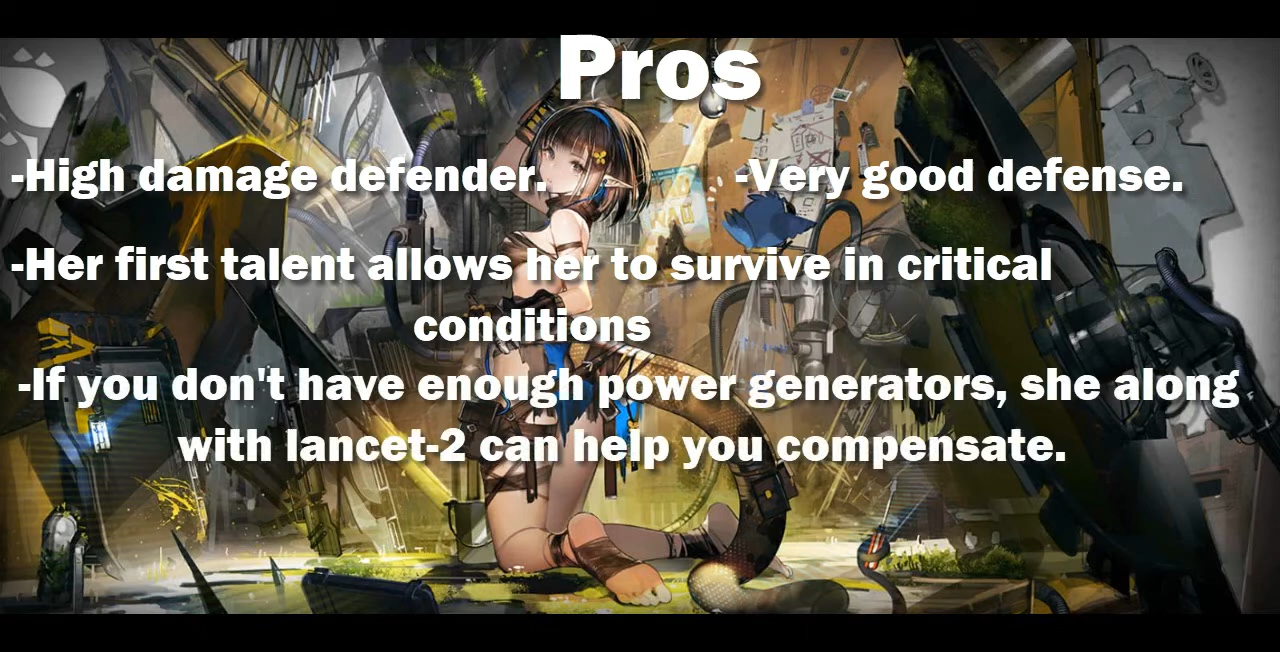 Pros
-High damage defender. -Very good defense.
-Her first talent allows her to survive in critical
conditions
-If you don't have enough power generators, she along
with lancet-2 can help you compensate.